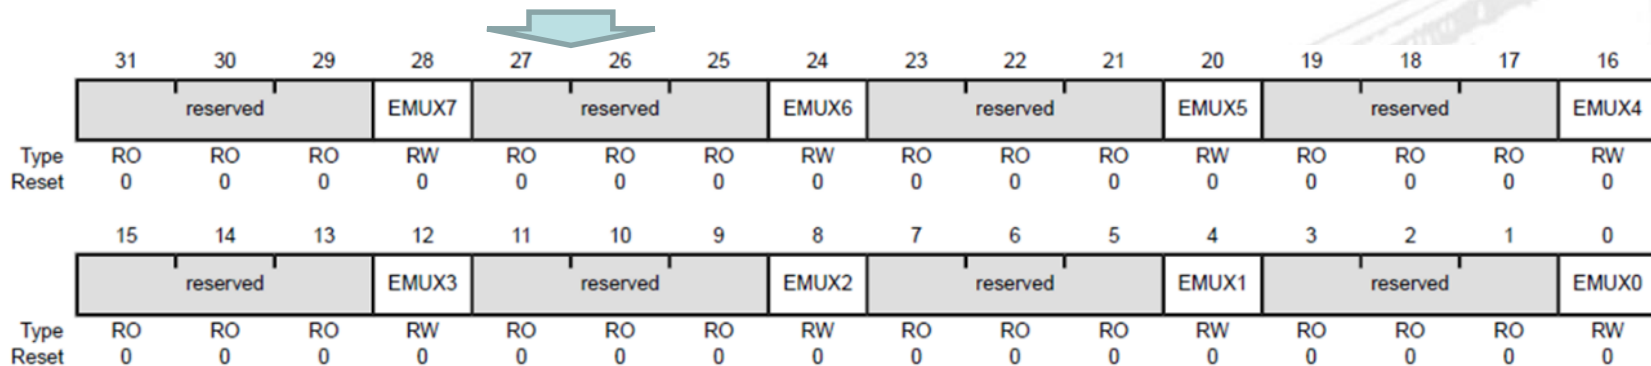 31 30 29 28 27 26 25 24 23 22 21 20 19 18 17 16
reserved EMUX7 reserved EMUX6 reserved EMUX5 reserved EMUX4
Type RO RO RO RW RO RO RO RW RO RO RO RW RO RO RO RW
Reset 0 0 0 0 0 0 0 0 0 0 0 0 0 0 0 0
15 14 13 12 11 10 9 8 7 6 5 4 3 2 1 0
reserved EMUX3 reserved EMUX2 reserved EMUX1 reserved EMUX0
Type RO RO RO RW RO RO RO RW RO RO RO RW RO RO RO RW
Reset 0 0 0 0 0 0 0 0 0 0 0 0 0 0 0 0